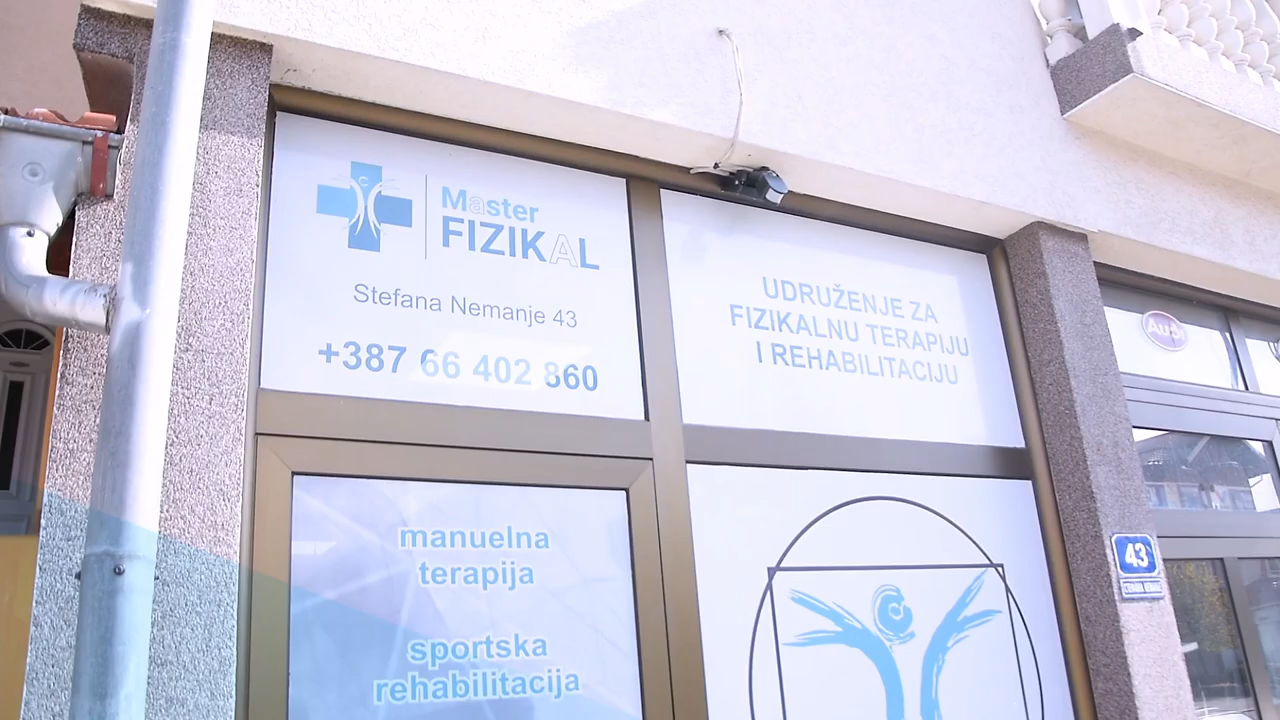 Master
FIZIKAL
Stefana Nemanje 43
+387 66 402 860
UDRUŽENJE ZA
FIZIKALNU TERAPIJU
I REHABILITACIJU
manuelna
terapija
sportska
rehabilitacija
43